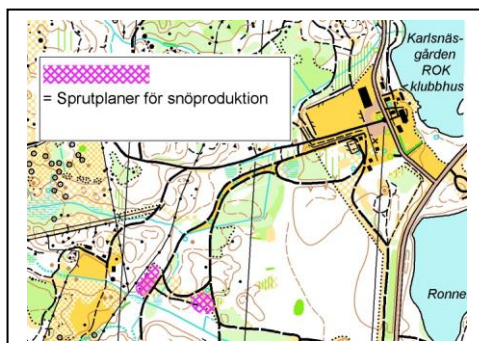 Karlsnäs-
gården
ROK
klubbhus
= Sprutplaner för snöproduktion
Ronne